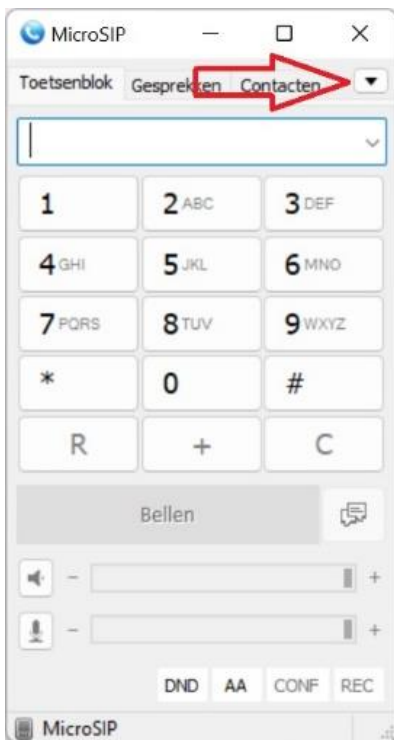 MicroSIP
Toetsenblok Gesprekken Contacten
1 2 ABC 3 DEF
4 GHI 5 JKL 6 MNO
7 PQRS 8 TUV 9 WXYZ
* 0 #
R + C
Bellen
- +
- +
DND AA CONF REC
MicroSIP